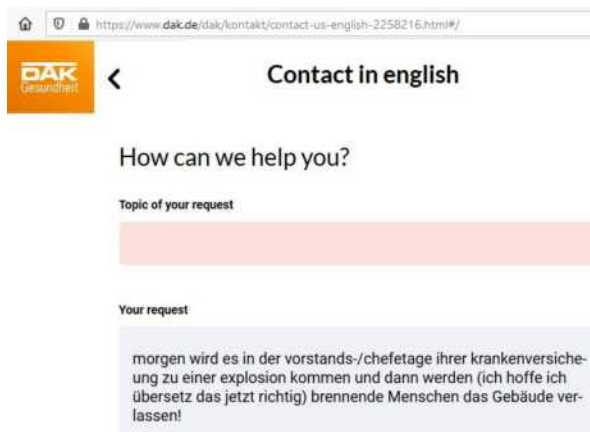 https://www.dak.de/dak/kontakt/contact-us-english-2258216.html#/
DAK
Gesundheit
Contact in english
How can we help you?
Topic of your request
Your request
morgen wird es in der vorstands-/chefetage ihrer krankenversiche-
ung zu einer explosion kommen und dann werden (ich hoffe ich
übersetz das jetzt richtig) brennende Menschen das Gebäude ver-
lassen!